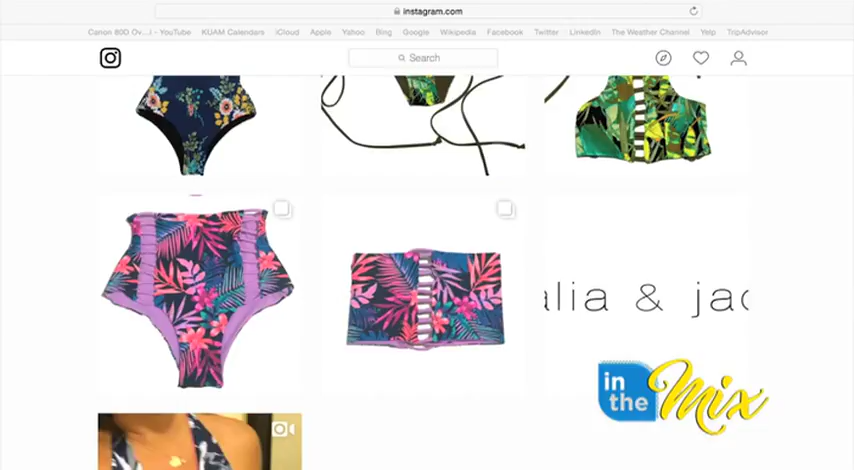 instagram.com
Canon 80D Ov...l - YouTube KUAM Calendars iCloud Apple Yahoo Bing Google Wikipedia Facebook Twitter LinkedIn The Weather Channel Yelp TripAdvisor
Search
alia & jac
in the Mix